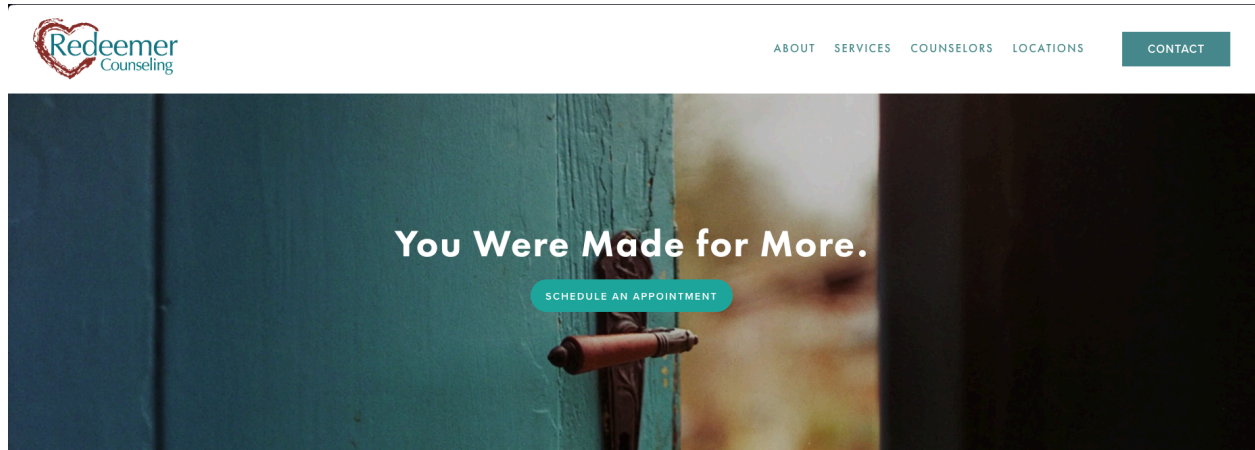 Redeemer
Counseling
ABOUT SERVICES COUNSELORS LOCATIONS CONTACT
You Were Made for More.
SCHEDULE AN APPOINTMENT